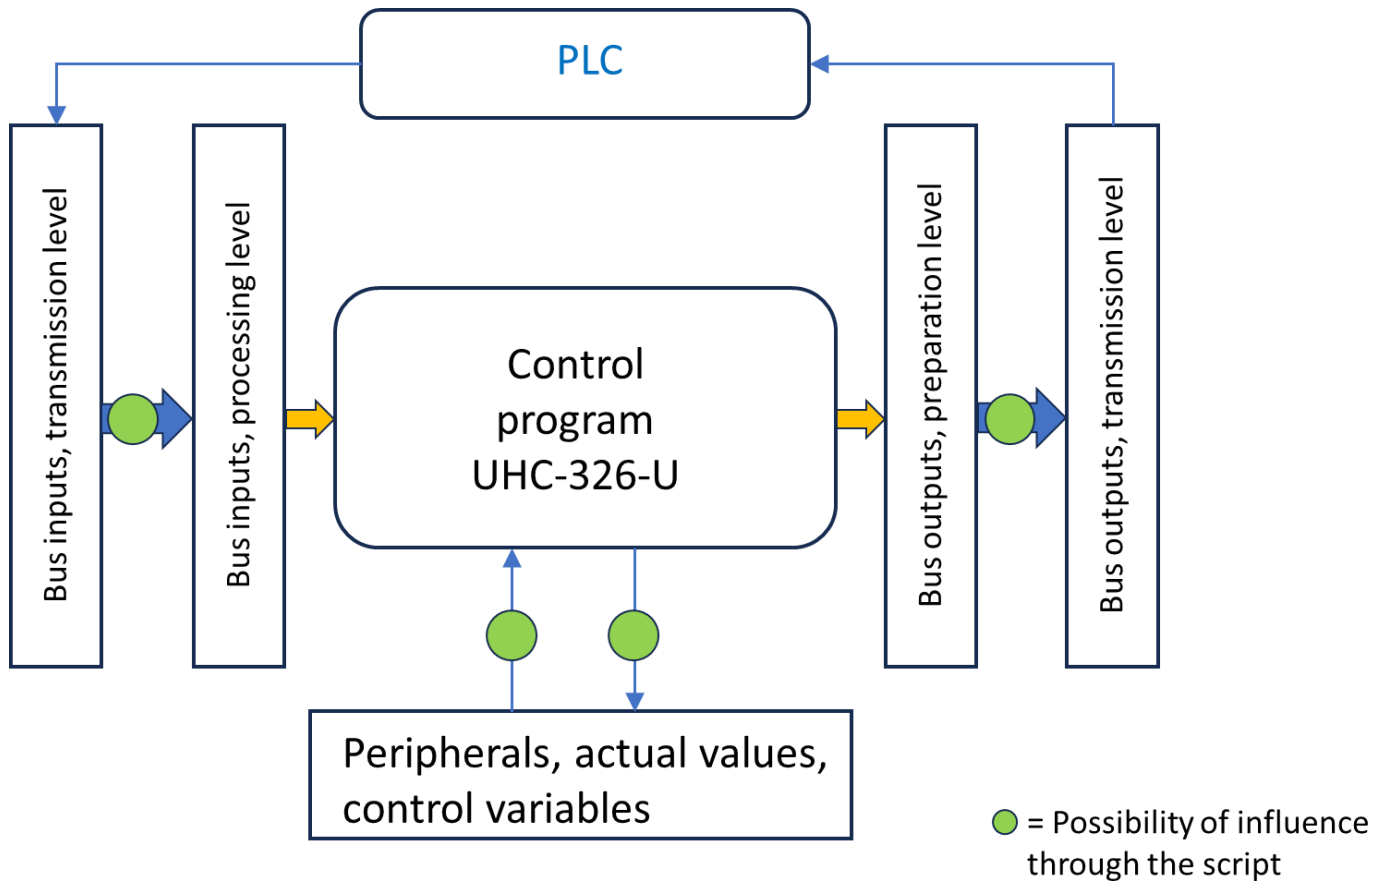 PLC
Bus inputs, transmission level
Bus inputs, processing level
Control
program
UHC-326-U
Bus outputs, preparation level
Bus outputs, transmission level
Peripherals, actual values,
control variables
= Possibility of influence
through the script